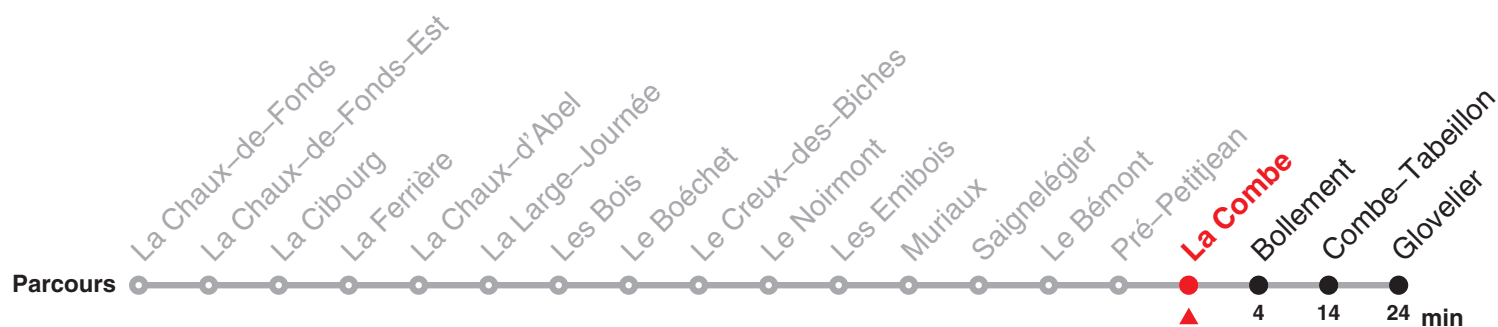 La Chaux–de–Fonds
La Chaux–de–Fonds–Est
La Cibourg
La Ferrière
La Chaux–d'Abel
La Large–Journée
Les Bois
Le Boéchet
Le Creux–des–Biches
Le Noirmont
Les Emibois
Muriaux
Saignelégier
Le Bémont
Pré–Petitjean
La Combe
Bollement
Combe–Tabeillon
Glovelier
Parcours
4 14 24 min